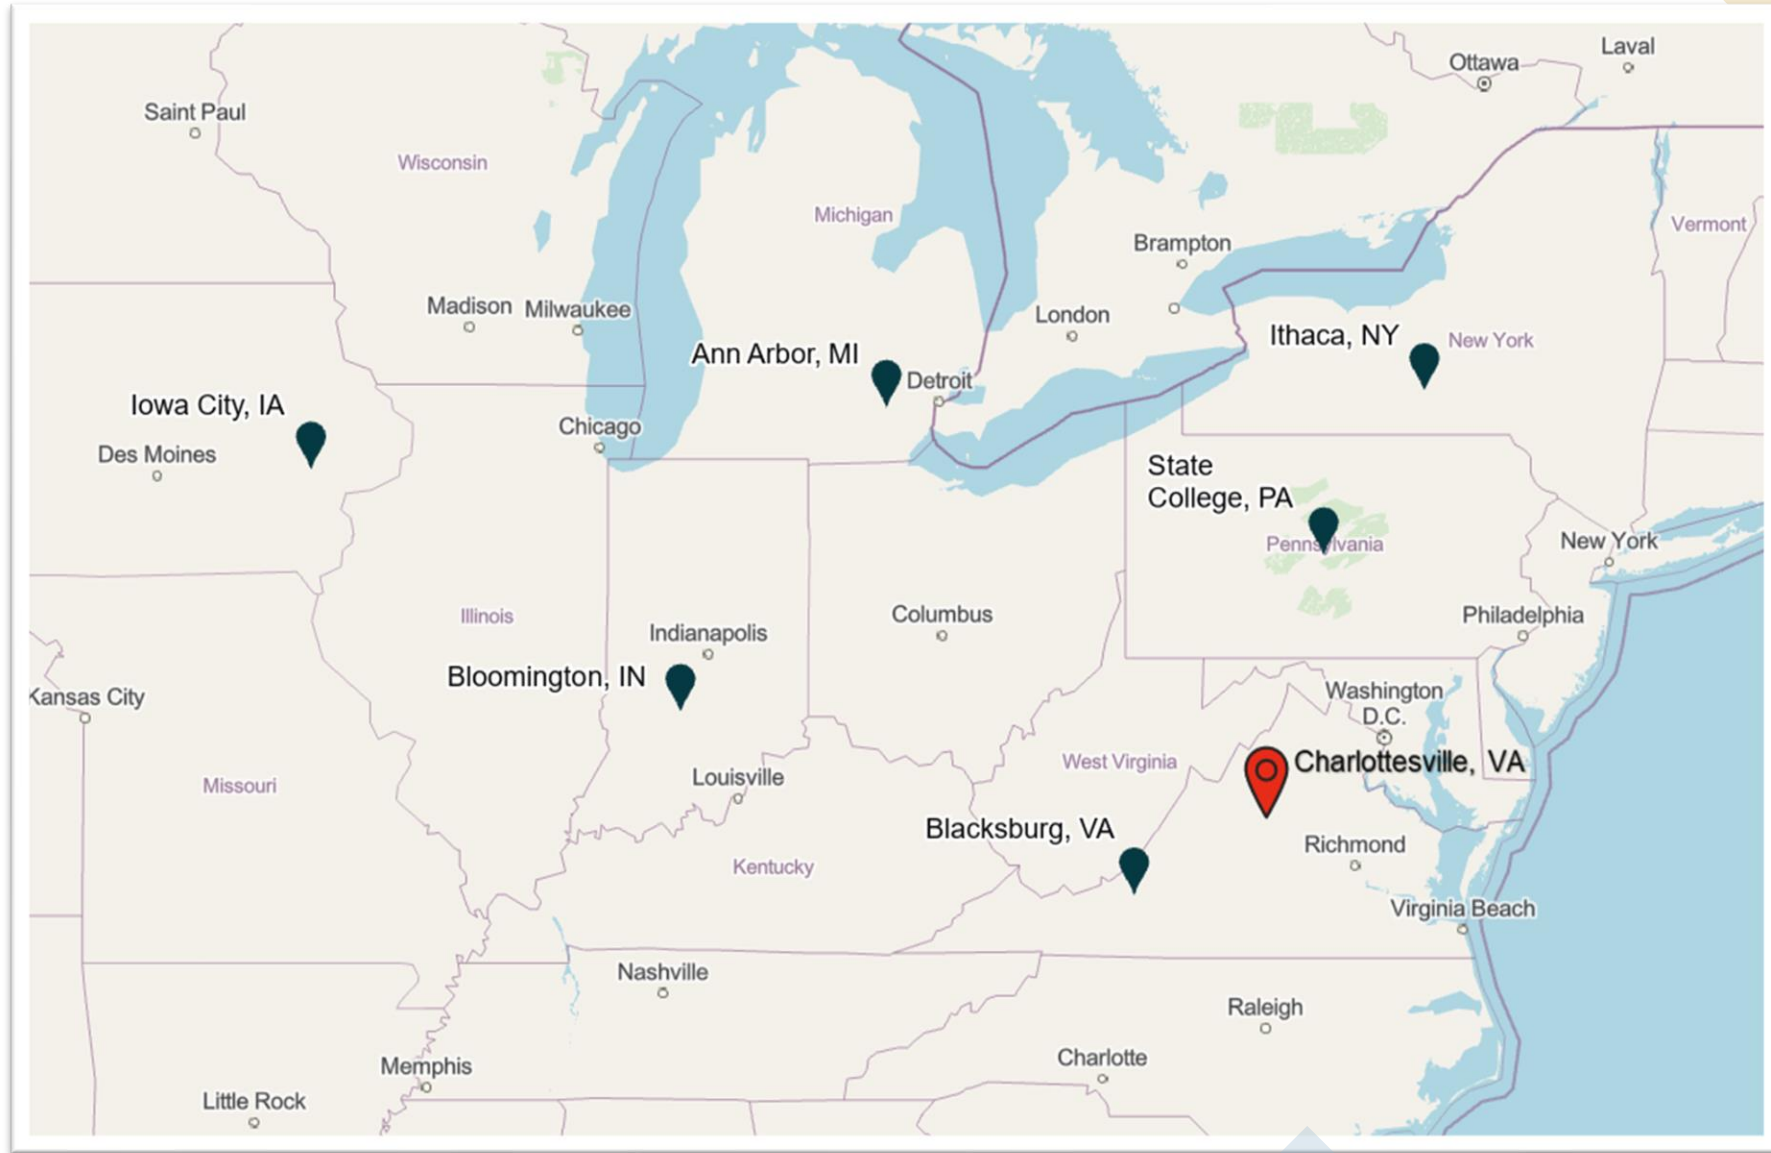 Laval
Ottawa
Saint Paul
Wisconsin
Michigan
Vermont
Brampton
Madison
Milwaukee
London
Ithaca, NY
New York
Ann Arbor, MI
Detroit
Iowa City, IA
Chicago
Des Moines
State
College, PA
Pennsylvania
New York
Illinois
Columbus
Philadelphia
Indianapolis
Bloomington, IN
Kansas City
Washington
D.C.
West Virginia
Charlottesville, VA
Louisville
Missouri
Blacksburg, VA
Richmond
Kentucky
Virginia Beach
Nashville
Raleigh
Charlotte
Memphis
Little Rock